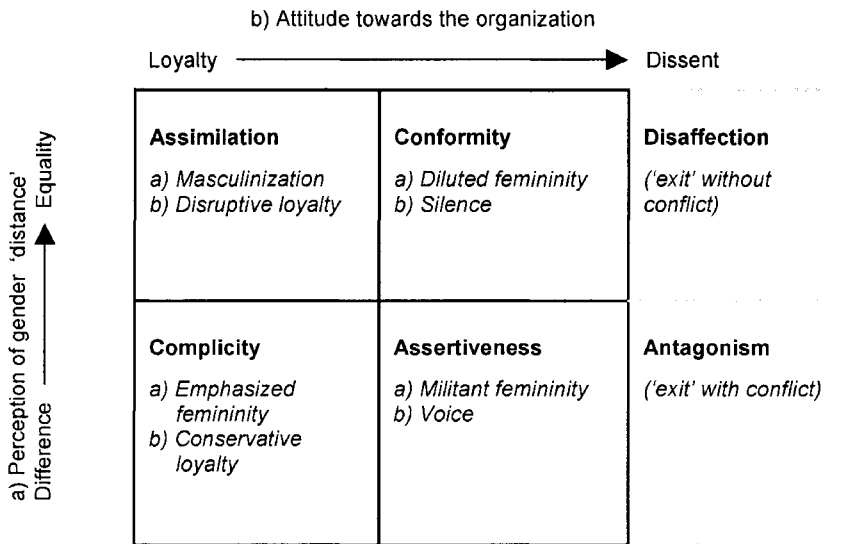 b) Attitude towards the organization
Loyalty
Dissent
a) Perception of gender ‘distance’
Difference
Equality
Assimilation
a) Masculinization
b) Disruptive loyalty
Conformity
a) Diluted femininity
b) Silence
Disaffection
(‘exit’ without
conflict)
Complicity
a) Emphasized
femininity
b) Conservative
loyalty
Assertiveness
a) Militant femininity
b) Voice
Antagonism
(‘exit’ with conflict)